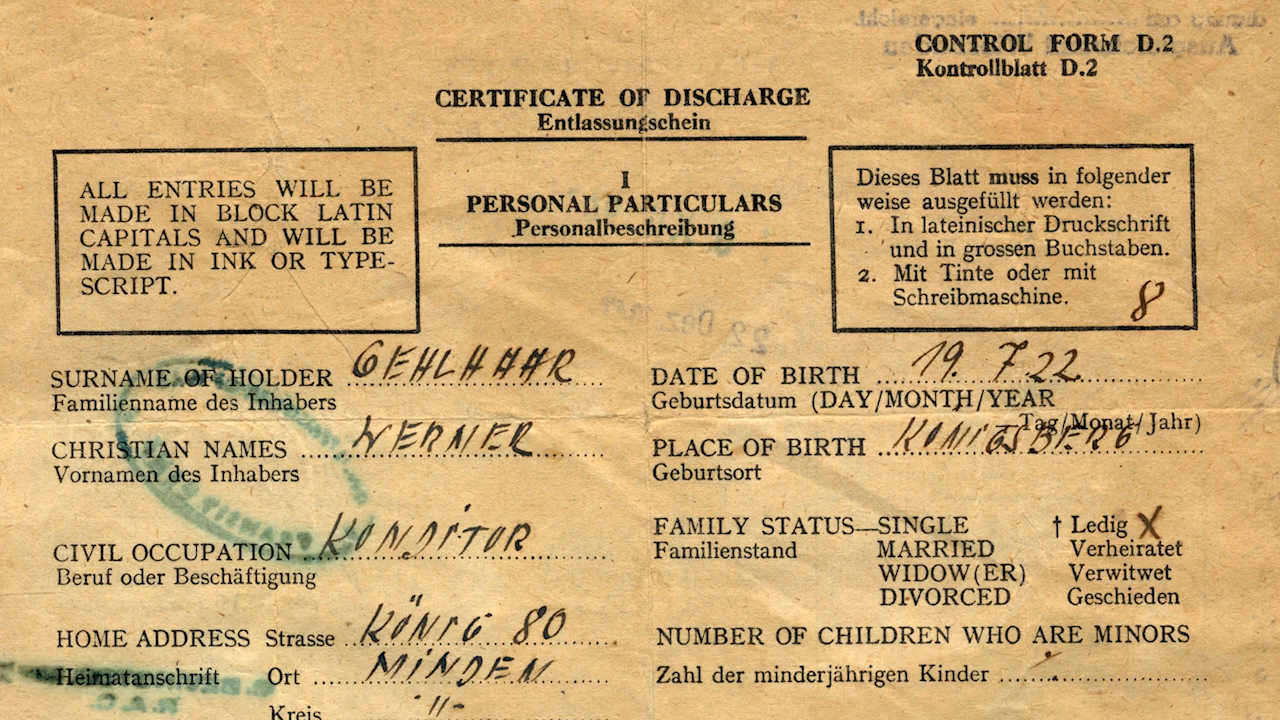 CONTROL FORM D.2
Kontrollblatt D.2
CERTIFICATE OF DISCHARGE
Entlassungschein
ALL ENTRIES WILL BE
MADE IN BLOCK LATIN
CAPITALS AND WILL BE
MADE IN INK OR TYPE-
SCRIPT.
I
PERSONAL PARTICULARS
Personalbeschreibung
Dieses Blatt muss in folgender
weise ausgefüllt werden:
1. In lateinischer Druckschrift
und in grossen Buchstaben.
2. Mit Tinte oder mit
Schreibmaschine.
8
SURNAME OF HOLDER GEHLHAAR
Familienname des Inhabers
CHRISTIAN NAMES WERNER
Vornamen des Inhabers
CIVIL OCCUPATION KONDITOR
Beruf oder Beschäftigung
HOME ADDRESS Strasse KÖNIG 80
Heimatanschrift Ort MINDEN
Kreis -"-
DATE OF BIRTH 19. 7 22
Geburtsdatum (DAY/MONTH/YEAR
Tag/Monat/Jahr)
PLACE OF BIRTH KÖNIGSBERG
Geburtsort
FAMILY STATUS—SINGLE † Ledig X
Familienstand MARRIED Verheiratet
WIDOW(ER) Verwitwet
DIVORCED Geschieden
NUMBER OF CHILDREN WHO ARE MINORS
Zahl der minderjährigen Kinder